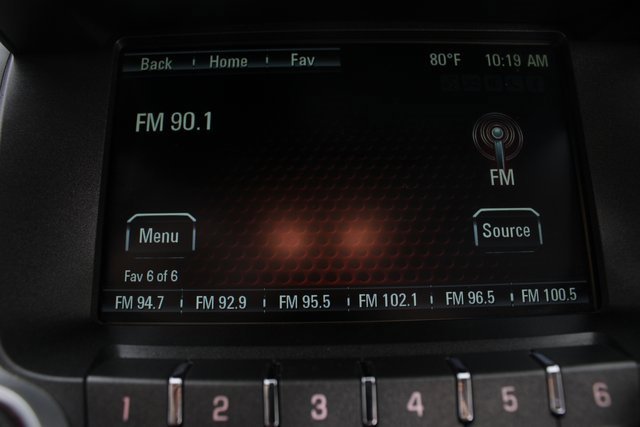 Back Home Fav 80°F 10:19 AM
FM 90.1
FM
Menu Source
Fav 6 of 6
FM 94.7 FM 92.9 FM 95.5 FM 102.1 FM 96.5 FM 100.5
1 2 3 4 5 6